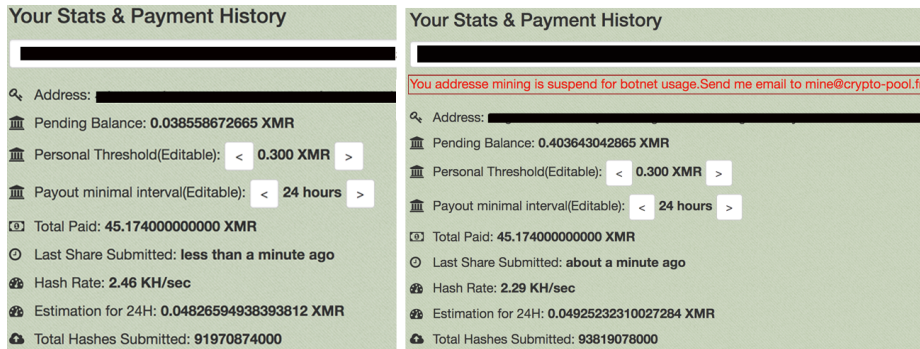 Your Stats & Payment History
Address:
Pending Balance: 0.038558672665 XMR
Personal Threshold(Editable): < 0.300 XMR >
Payout minimal interval(Editable): < 24 hours >
Total Paid: 45.174000000000 XMR
Last Share Submitted: less than a minute ago
Hash Rate: 2.46 KH/sec
Estimation for 24H: 0.04826594938393812 XMR
Total Hashes Submitted: 91970874000
Your Stats & Payment History
You addresse mining is suspend for botnet usage.Send me email to mine@crypto-pool.f
Address:
Pending Balance: 0.403643042865 XMR
Personal Threshold(Editable): < 0.300 XMR >
Payout minimal interval(Editable): < 24 hours >
Total Paid: 45.174000000000 XMR
Last Share Submitted: about a minute ago
Hash Rate: 2.29 KH/sec
Estimation for 24H: 0.04925232310027284 XMR
Total Hashes Submitted: 93819078000